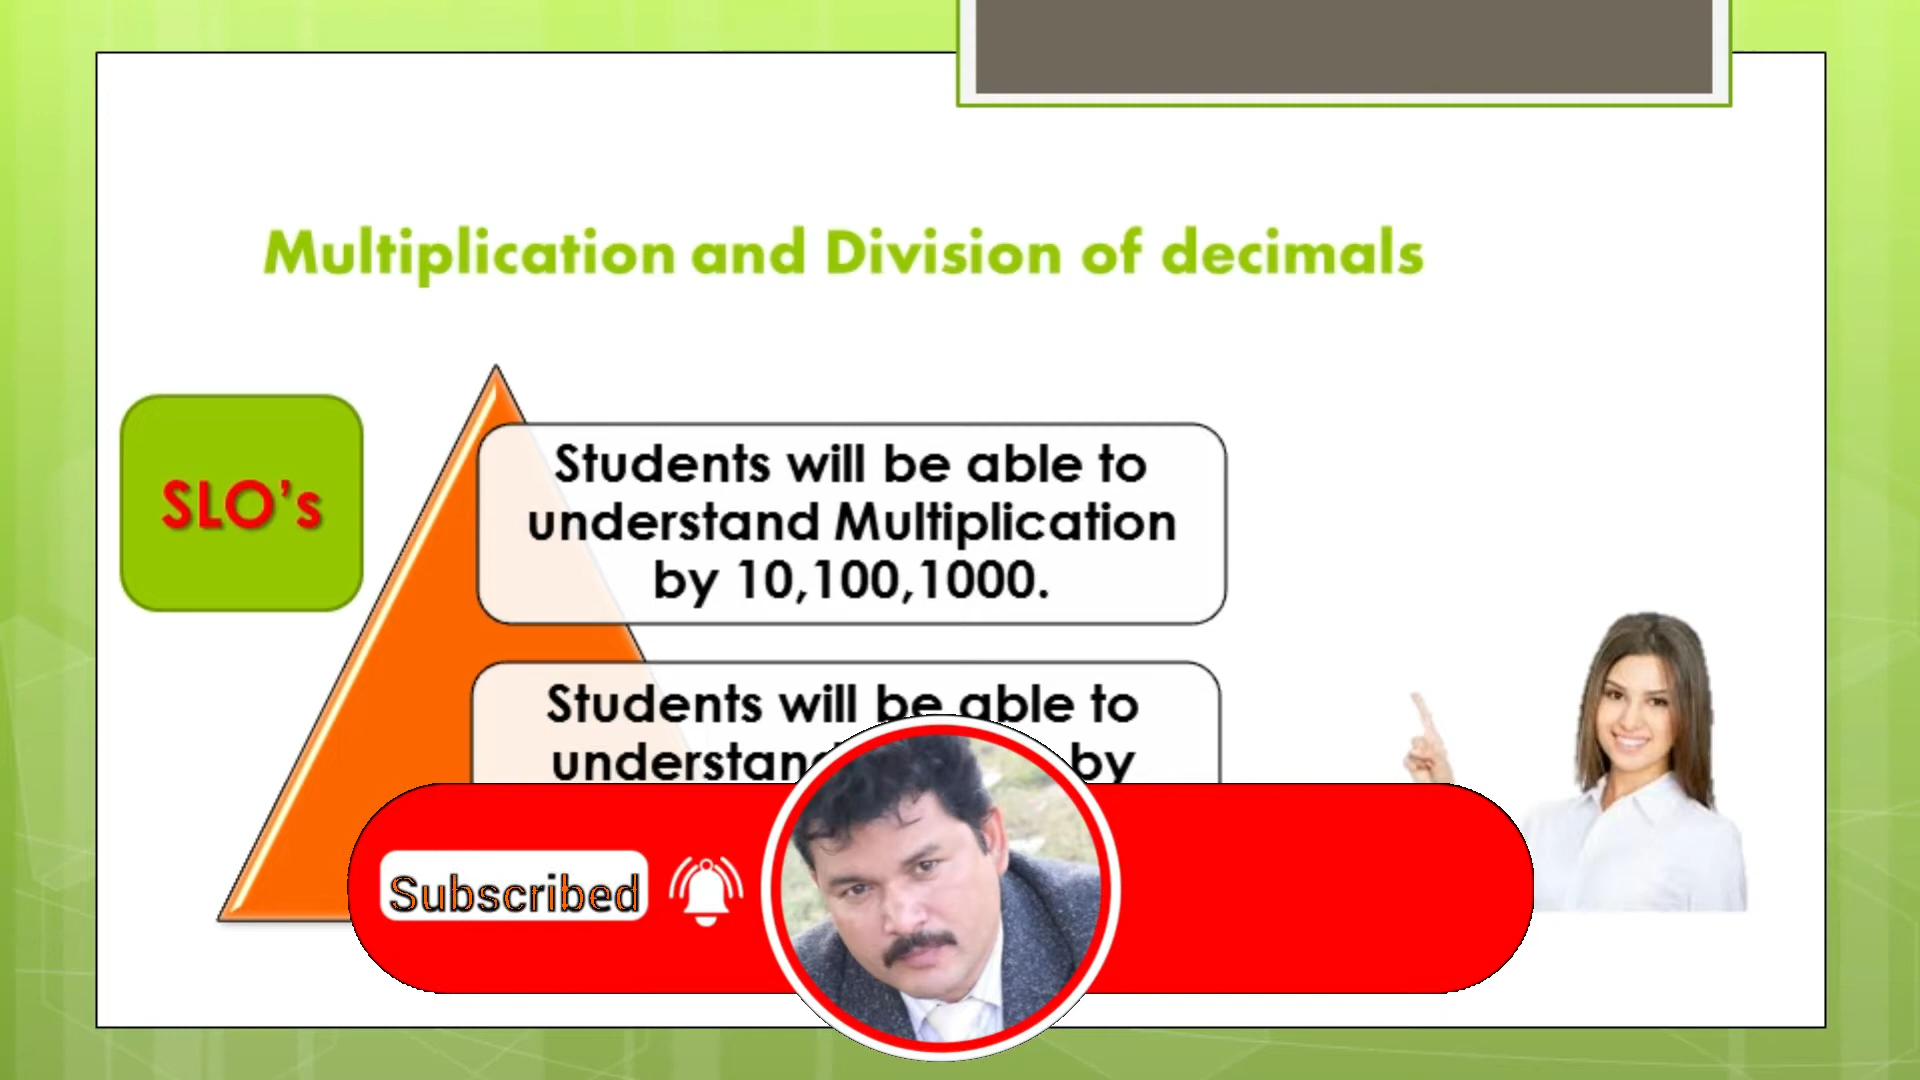 Multiplication and Division of decimals
SLO's
Students will be able to
understand Multiplication
by 10,100,1000.
Students will be able to
by
Subscribed